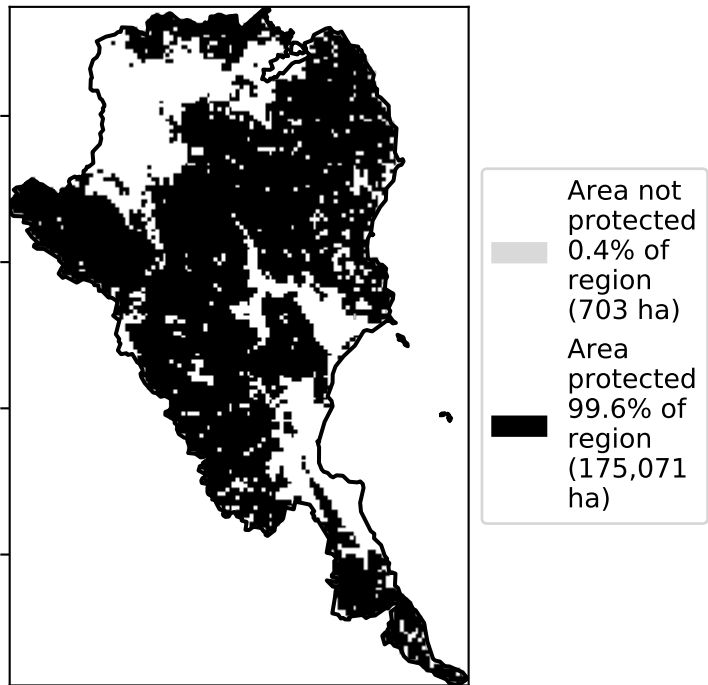 Area not
protected
0.4% of
region
(703 ha)
Area
protected
99.6% of
region
(175,071
ha)